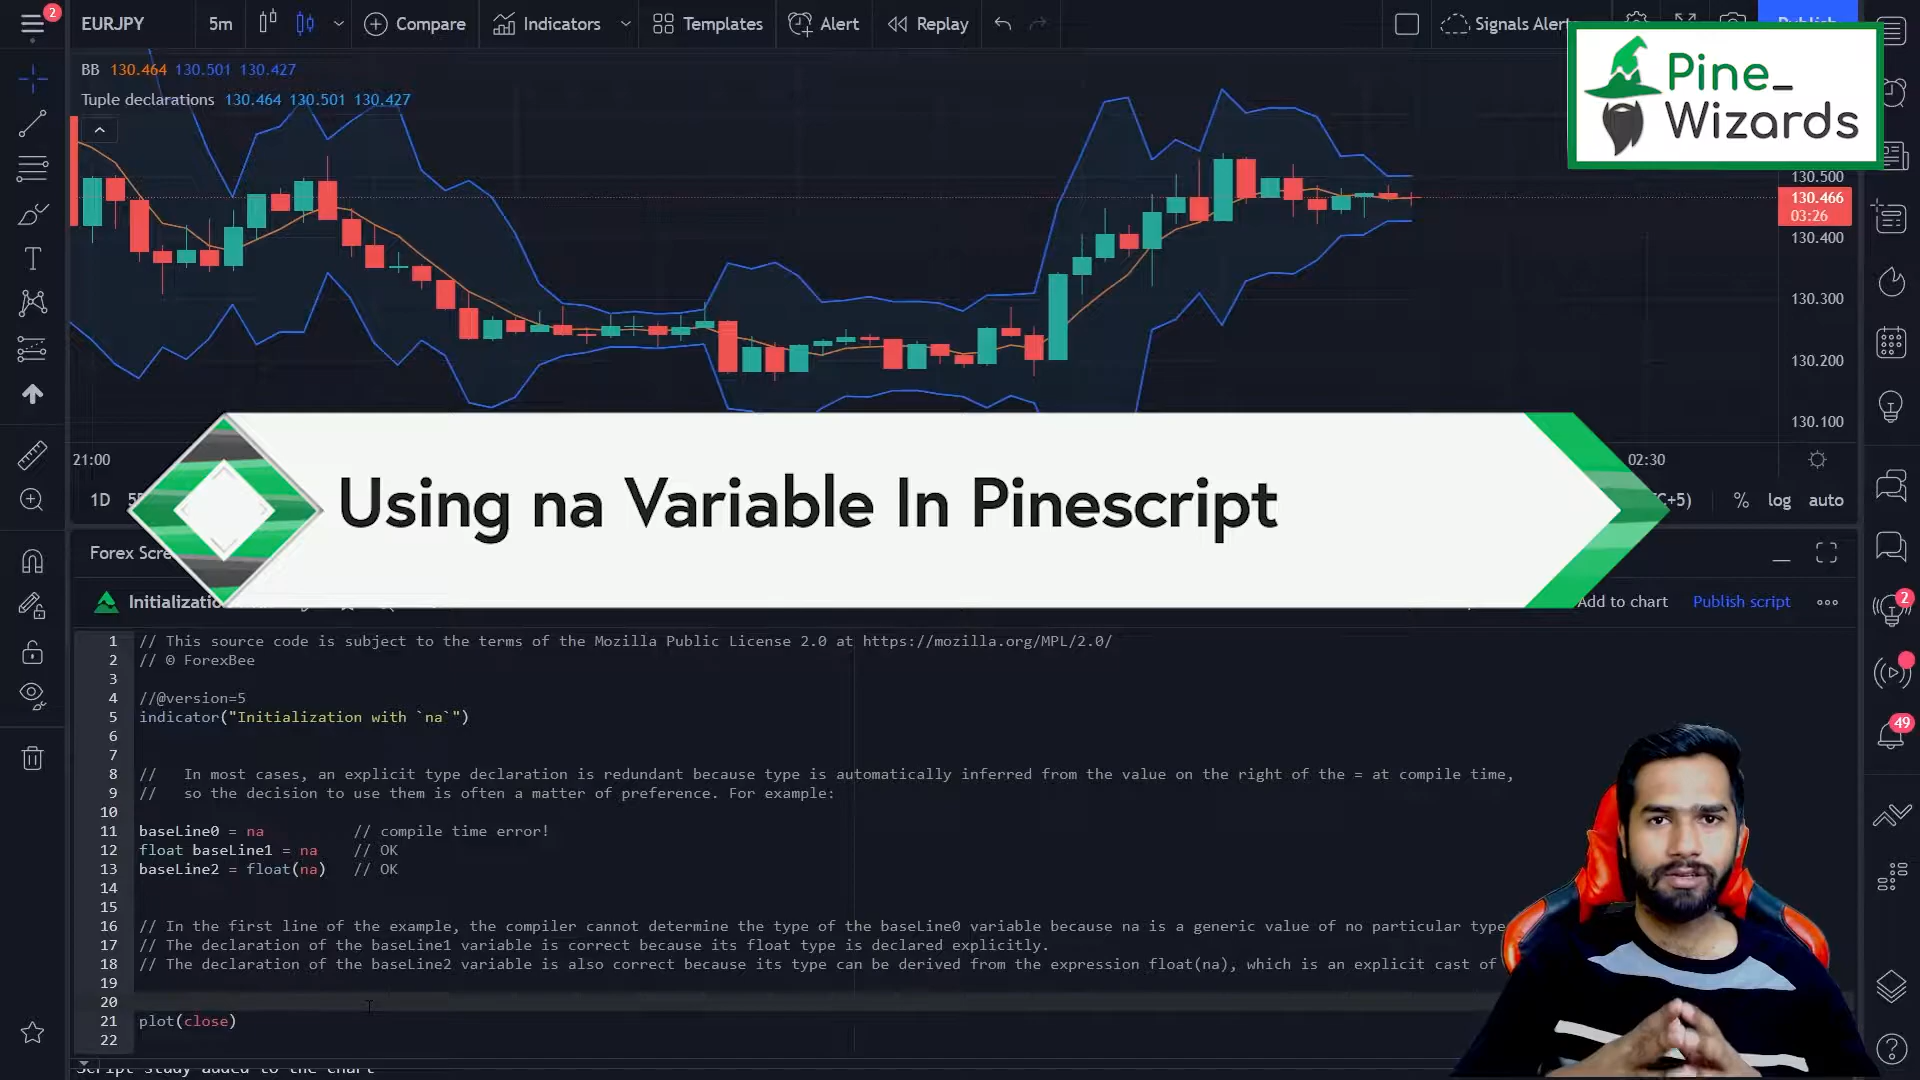 2
EURJPY
5m
Compare
Indicators
Templates
Alert
Replay
Signals Alert
Publish
Pine_
Wizards
BB 130.464 130.501 130.427
Tuple declarations 130.464 130.501 130.427
130.500
130.466
03:26
130.400
130.300
130.200
130.100
21:00
02:30
1D
+5)
%
log
auto
Using na Variable In Pinescript
Forex Scre
Initializatio
Add to chart
Publish script
2
49
1 // This source code is subject to the terms of the Mozilla Public License 2.0 at https://mozilla.org/MPL/2.0/
2 // © ForexBee
3
4 //@version=5
5 indicator("Initialization with `na`")
6
7
8 //   In most cases, an explicit type declaration is redundant because type is automatically inferred from the value on the right of the = at compile time,
9 //   so the decision to use them is often a matter of preference. For example:
10
11 baseLine0 = na          // compile time error!
12 float baseLine1 = na    // OK
13 baseLine2 = float(na)   // OK
14
15
16 // In the first line of the example, the compiler cannot determine the type of the baseLine0 variable because na is a generic value of no particular type
17 // The declaration of the baseLine1 variable is correct because its float type is declared explicitly.
18 // The declaration of the baseLine2 variable is also correct because its type can be derived from the expression float(na), which is an explicit cast of
19
20
21 plot(close)
22
Script study added to the chart